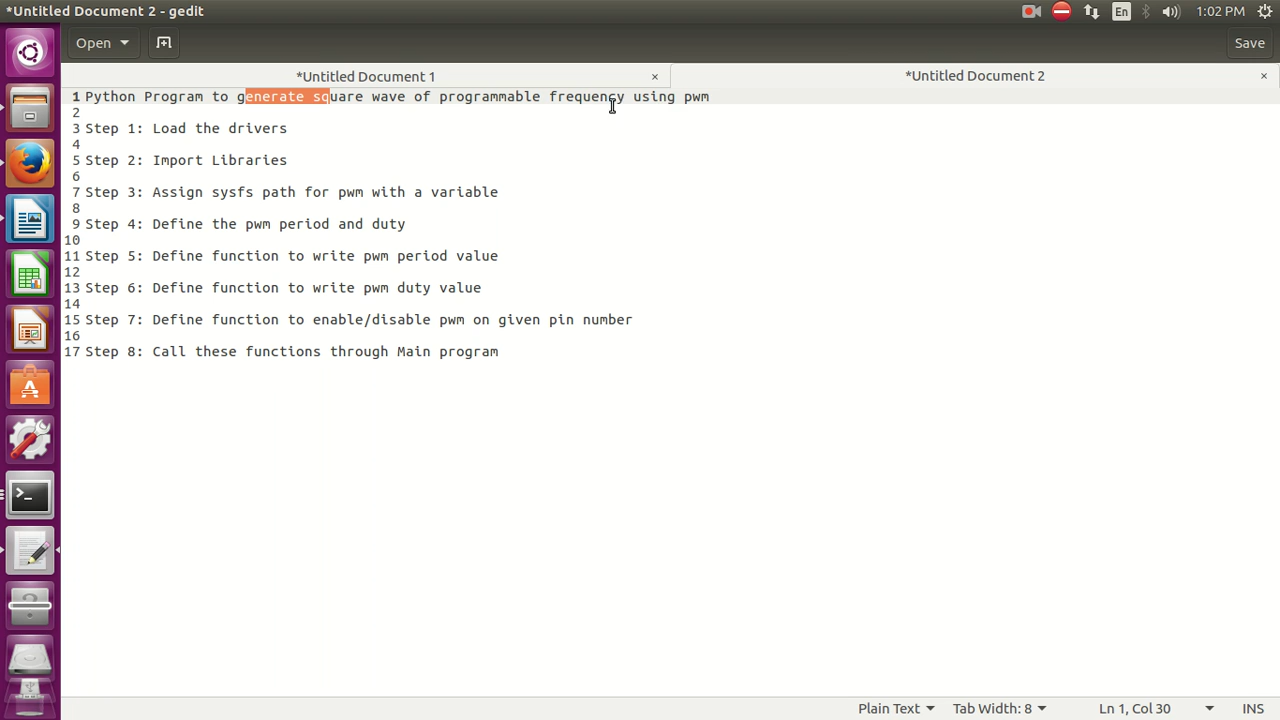 *Untitled Document 2 - gedit
En
1:02 PM
Open
Save
*Untitled Document 1 ×
*Untitled Document 2 ×
1 Python Program to generate square wave of programmable frequency using pwm
2
3 Step 1: Load the drivers
4
5 Step 2: Import Libraries
6
7 Step 3: Assign sysfs path for pwm with a variable
8
9 Step 4: Define the pwm period and duty
10
11 Step 5: Define function to write pwm period value
12
13 Step 6: Define function to write pwm duty value
14
15 Step 7: Define function to enable/disable pwm on given pin number
16
17 Step 8: Call these functions through Main program
Plain Text
Tab Width: 8
Ln 1, Col 30
INS